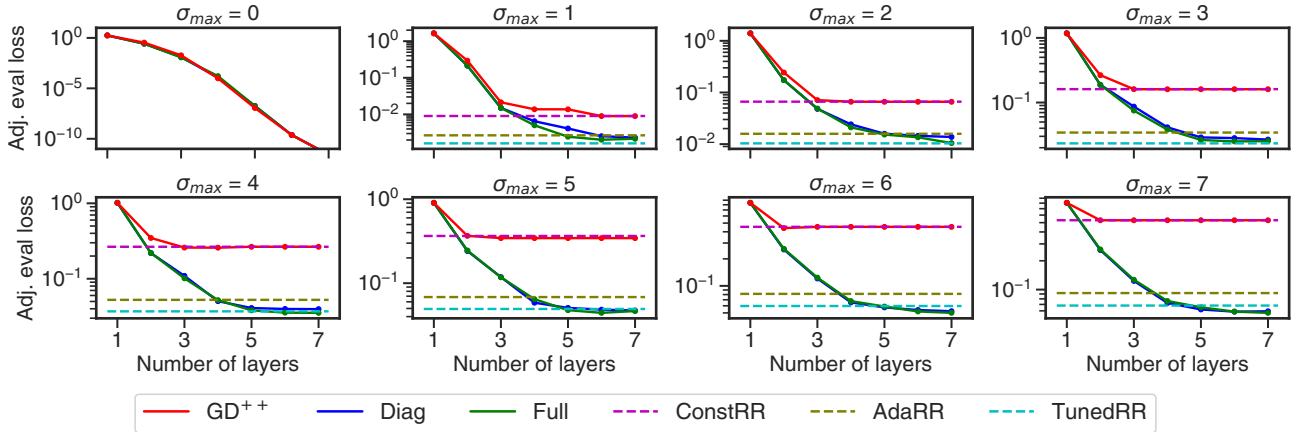 σmax = 0 σmax = 1 σmax = 2 σmax = 3
Adj. eval loss
10^0
10^-5
10^-10
10^0
10^-1
10^-2
10^0
10^-1
10^-2
10^0
10^-1
σmax = 4 σmax = 5 σmax = 6 σmax = 7
Adj. eval loss
10^0
10^-1
10^0
10^-1
10^-1
10^-1
1 3 5 7 1 3 5 7 1 3 5 7 1 3 5 7
Number of layers Number of layers Number of layers Number of layers
GD++ Diag Full ConstRR AdaRR TunedRR